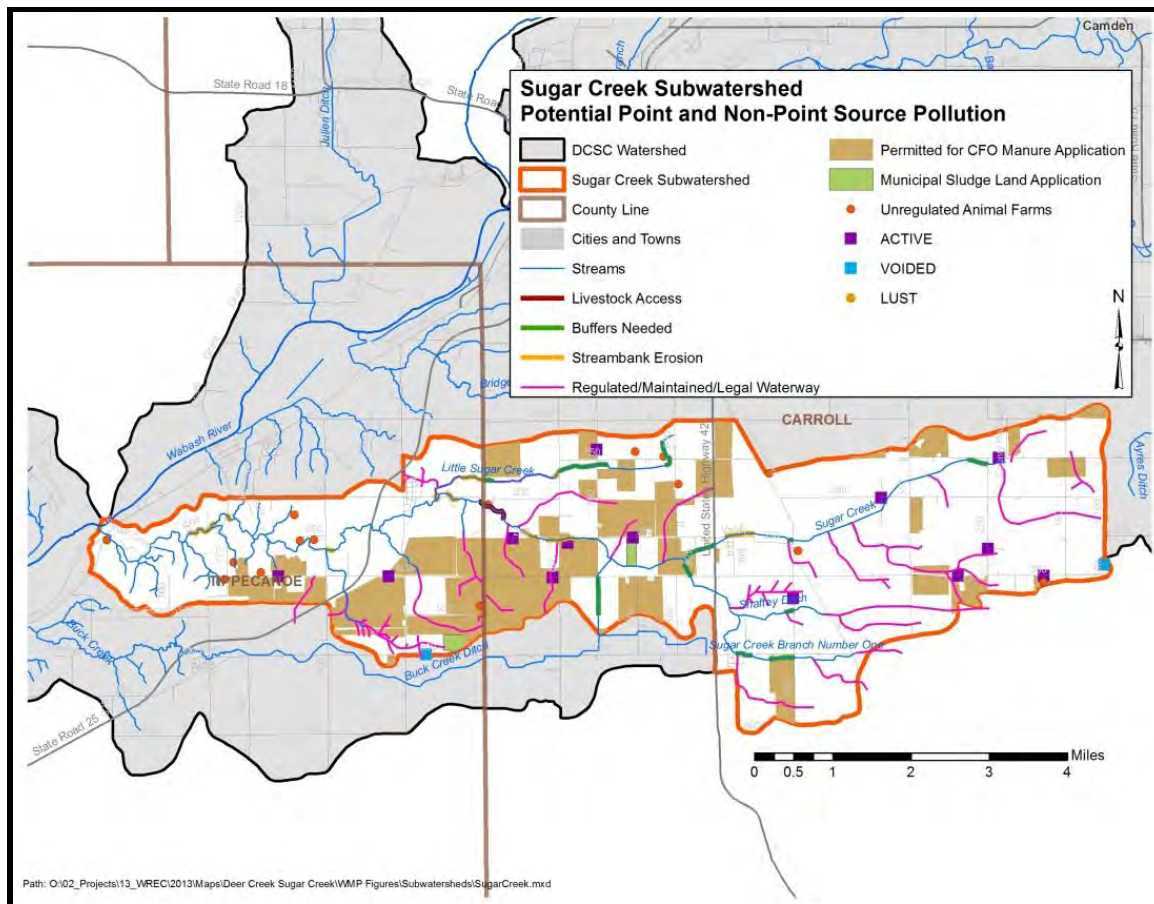 Camden
State Road 18
State Road
Julien Ditch
Sugar Creek Subwatershed
Potential Point and Non-Point Source Pollution
DCSC Watershed
Sugar Creek Subwatershed
County Line
Cities and Towns
Streams
Livestock Access
Buffers Needed
Streambank Erosion
Regulated/Maintained/Legal Waterway
Permitted for CFO Manure Application
Municipal Sludge Land Application
Unregulated Animal Farms
ACTIVE
VOIDED
LUST
N
Wabash River
CARROLL
Ayres Ditch
Little Sugar Creek
United States Highway 42
Sugar Creek
TIPPECANOE
Shaffey Ditch
Buck Creek
Sugar Creek Branch Number One
Buck Creek Ditch
State Road 25
Miles
0 0.5 1 2 3 4
Path: O:\02_Projects\13_WREC\2013\Maps\Deer Creek Sugar Creek\WMP Figures\Subwatersheds\SugarCreek.mxd